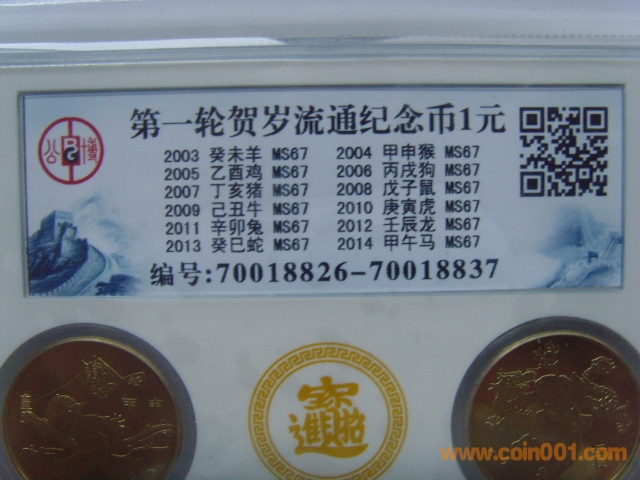 公博
第一轮贺岁流通纪念币1元
2003 癸未羊 MS67 2004 甲申猴 MS67
2005 乙酉鸡 MS67 2006 丙戌狗 MS67
2007 丁亥猪 MS67 2008 戊子鼠 MS67
2009 己丑牛 MS67 2010 庚寅虎 MS67
2011 辛卯兔 MS67 2012 壬辰龙 MS67
2013 癸巳蛇 MS67 2014 甲午马 MS67
编号:70018826-70018837
www.coin001.com